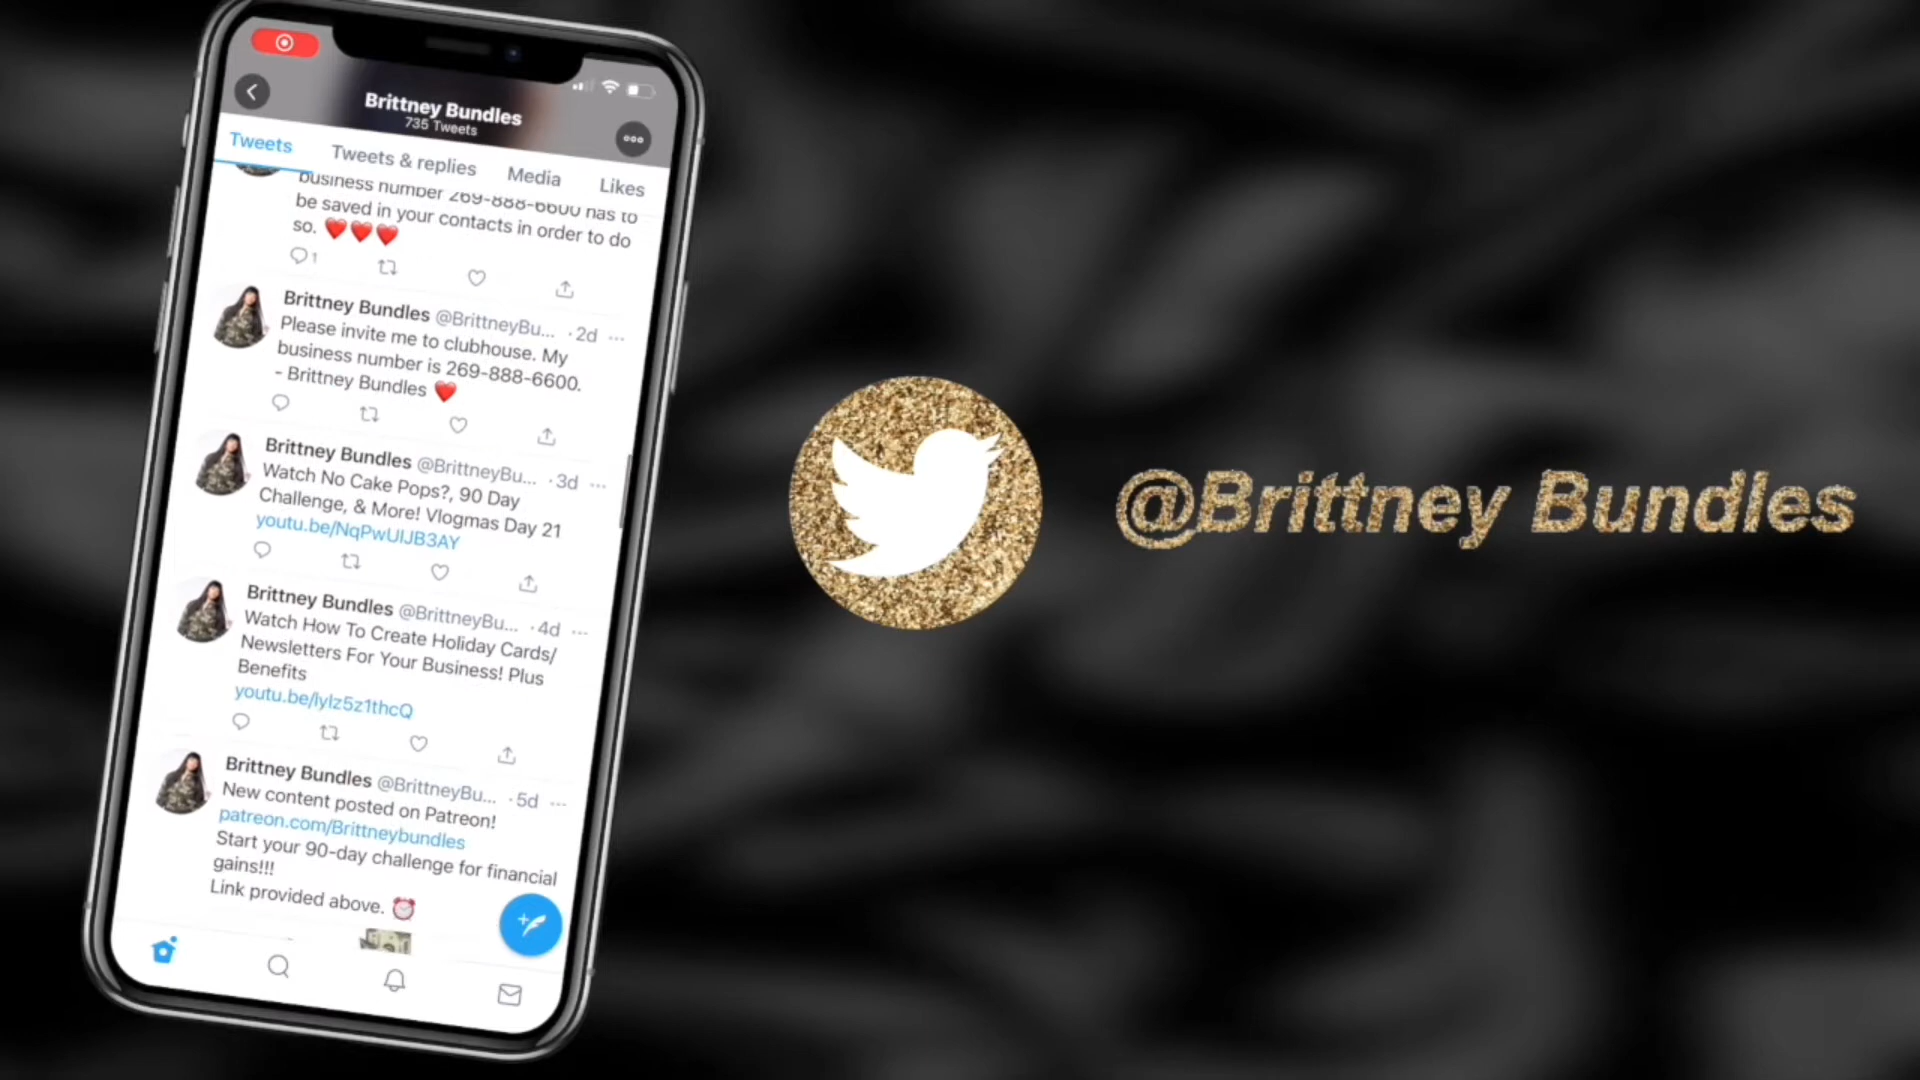 Brittney Bundles
735 Tweets
Tweets
Tweets & replies
Media
Likes
business number 269-888-6600 has to
be saved in your contacts in order to do
so. ❤️❤️❤️
1
Brittney Bundles @BrittneyBu... · 2d
Please invite me to clubhouse. My
business number is 269-888-6600.
- Brittney Bundles ❤️
Brittney Bundles @BrittneyBu... · 3d
Watch No Cake Pops?, 90 Day
Challenge, & More! Vlogmas Day 21
youtu.be/NqPwUIJB3AY
Brittney Bundles @BrittneyBu... · 4d
Watch How To Create Holiday Cards/
Newsletters For Your Business! Plus
Benefits
youtu.be/lylz5z1thcQ
Brittney Bundles @BrittneyBu... · 5d
New content posted on Patreon!
patreon.com/Brittneybundles
Start your 90-day challenge for financial
gains!!!
Link provided above. ⏰
@Brittney Bundles